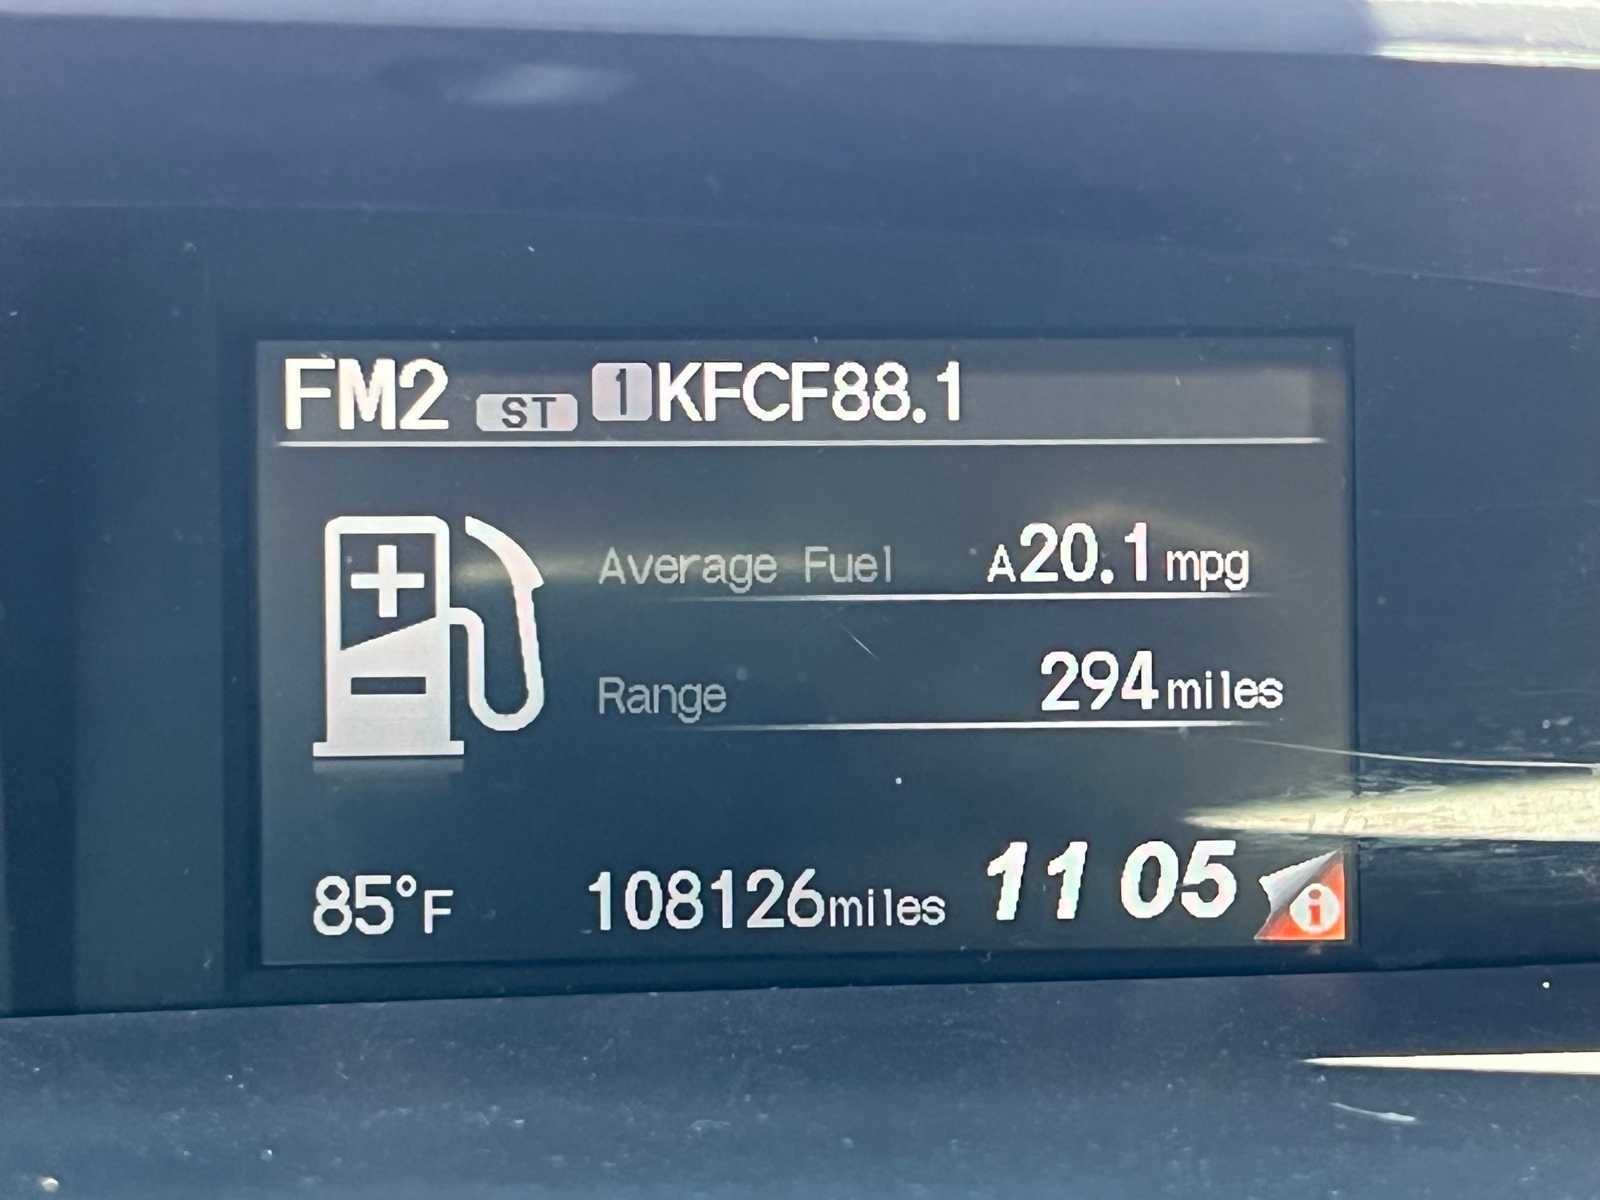 FM2 ST 1 KFCF88.1
Average Fuel A20.1 mpg
Range 294 miles
85°F 108126 miles 11 05 i